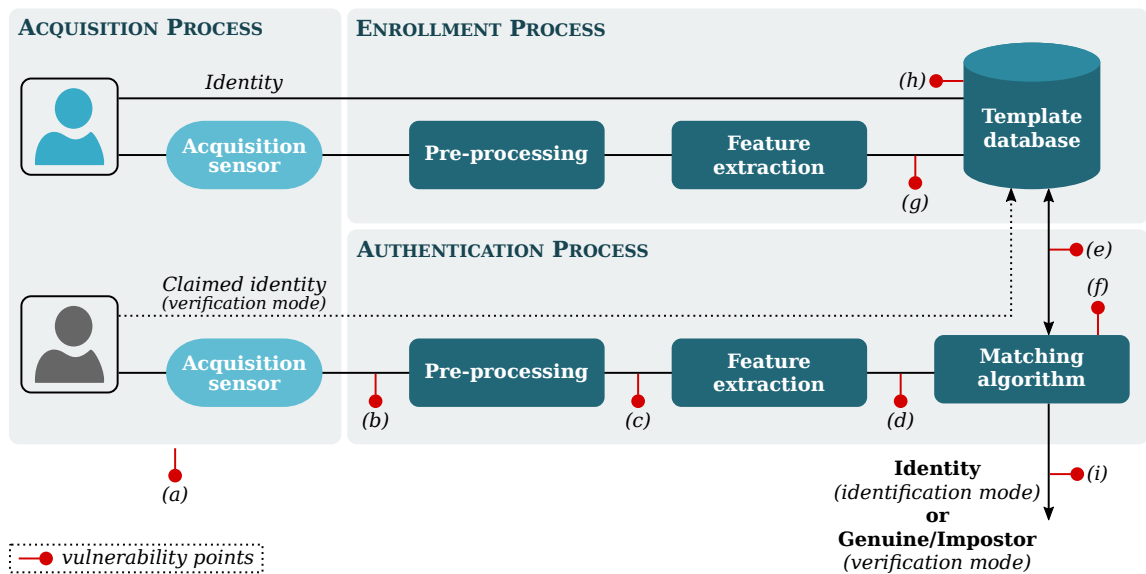 ACQUISITION PROCESS
ENROLLMENT PROCESS
Identity
(h)
Template
database
Acquisition
sensor
Pre-processing
Feature
extraction
(g)
AUTHENTICATION PROCESS
(e)
Claimed identity
(verification mode)
(f)
Acquisition
sensor
Pre-processing
Feature
extraction
Matching
algorithm
(b)
(c)
(d)
(a)
Identity
(identification mode)
or
Genuine/Impostor
(verification mode)
(i)
vulnerability points